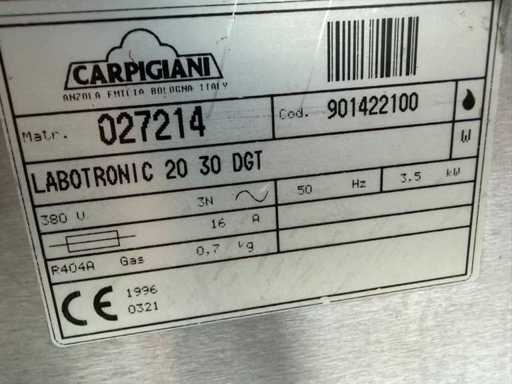 CARPIGIANI
ANZOLA EMILIA BOLOGNA ITALY
Matr. 027214 Cod. 901422100
W
LABOTRONIC 20 30 DGT
380 V 3N 50 Hz 3.5 kW
16 A
R404A Gas 0,7 kg
CE 1996
0321